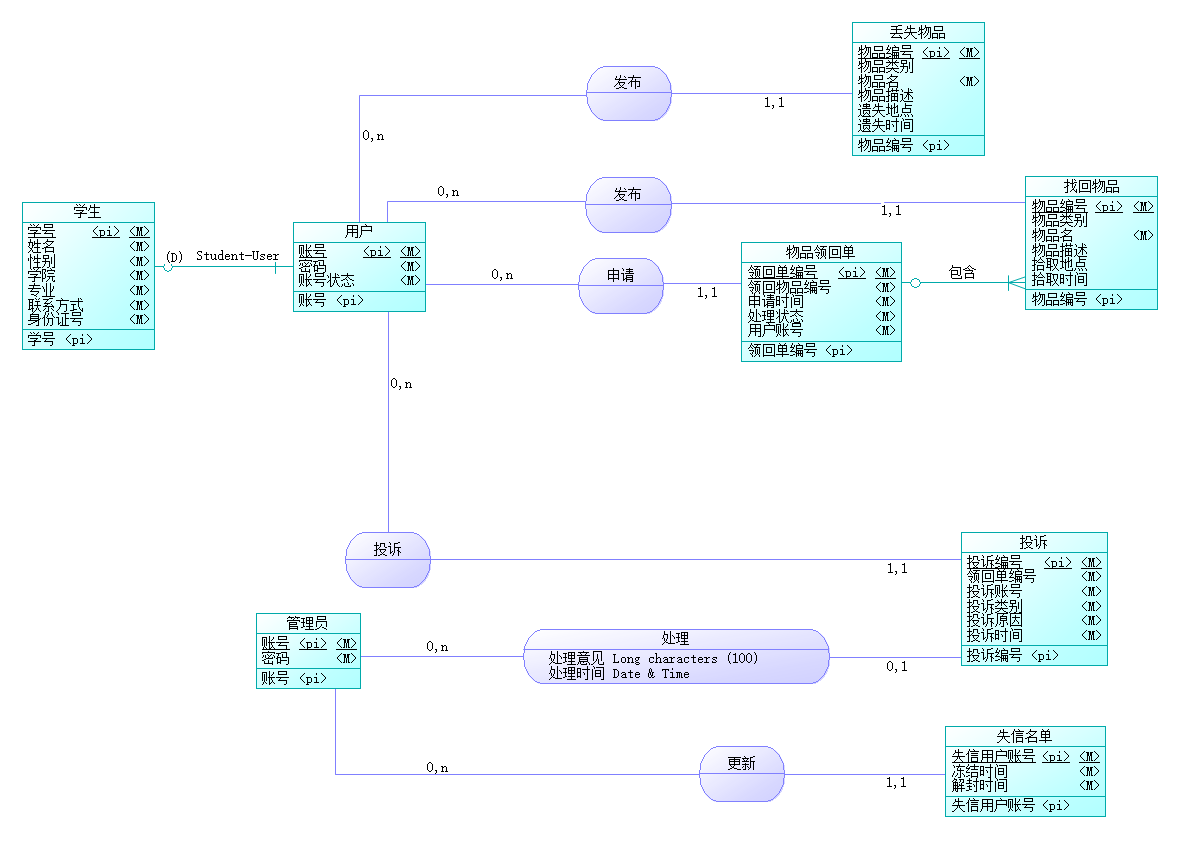 丢失物品
物品编号 <pi> <M>
物品类别
物品名 <M>
物品描述
遗失地点
遗失时间
物品编号 <pi>
发布
1,1
0,n
找回物品
物品编号 <pi> <M>
物品类别
物品名 <M>
物品描述
拾取地点
拾取时间
物品编号 <pi>
发布
0,n
1,1
学生
学号 <pi> <M>
姓名 <M>
性别 <M>
学院 <M>
专业 <M>
联系方式 <M>
身份证号 <M>
学号 <pi>
(D) Student-User
用户
账号 <pi> <M>
密码 <M>
账号状态 <M>
账号 <pi>
0,n
申请
1,1
物品领回单
领回单编号 <pi> <M>
领回物品编号 <M>
申请时间 <M>
处理状态 <M>
用户账号 <M>
领回单编号 <pi>
包含
0,n
投诉
1,1
投诉
投诉编号 <pi> <M>
领回单编号 <M>
投诉账号 <M>
投诉类别 <M>
投诉原因 <M>
投诉时间 <M>
投诉编号 <pi>
管理员
账号 <pi> <M>
密码 <M>
账号 <pi>
0,n
处理
处理意见 Long characters (100)
处理时间 Date & Time
0,1
0,n
更新
1,1
失信名单
失信用户账号 <pi> <M>
冻结时间 <M>
解封时间 <M>
失信用户账号 <pi>